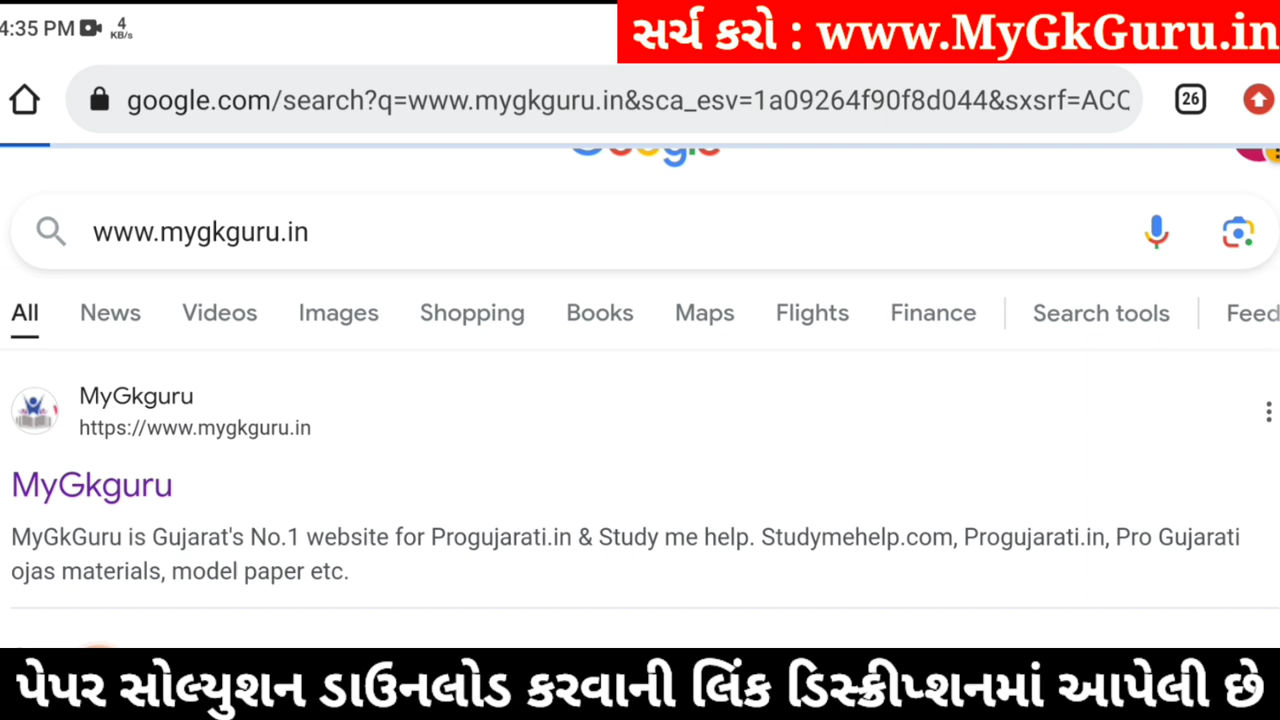 4:35 PM 4 KB/s
સર્ચ કરો : www.MyGkGuru.in
google.com/search?q=www.mygkguru.in&sca_esv=1a09264f90f8d044&sxsrf=ACC
26
Google
www.mygkguru.in
All News Videos Images Shopping Books Maps Flights Finance Search tools Feed
MyGkguru
https://www.mygkguru.in
MyGkguru
MyGkGuru is Gujarat's No.1 website for Progujarati.in & Study me help. Studymehelp.com, Progujarati.in, Pro Gujarati
ojas materials, model paper etc.
પેપર સોલ્યુશન ડાઉનલોડ કરવાની લિંક ડિસ્ક્રીપ્શનમાં આપેલી છે